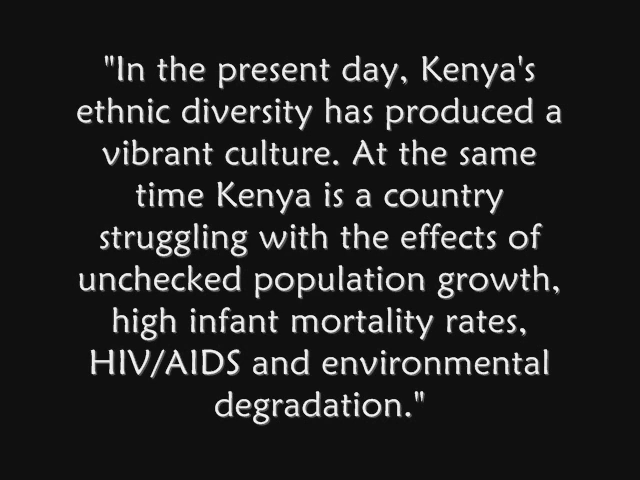 "In the present day, Kenya's
ethnic diversity has produced a
vibrant culture. At the same
time Kenya is a country
struggling with the effects of
unchecked population growth,
high infant mortality rates,
HIV/AIDS and environmental
degradation."